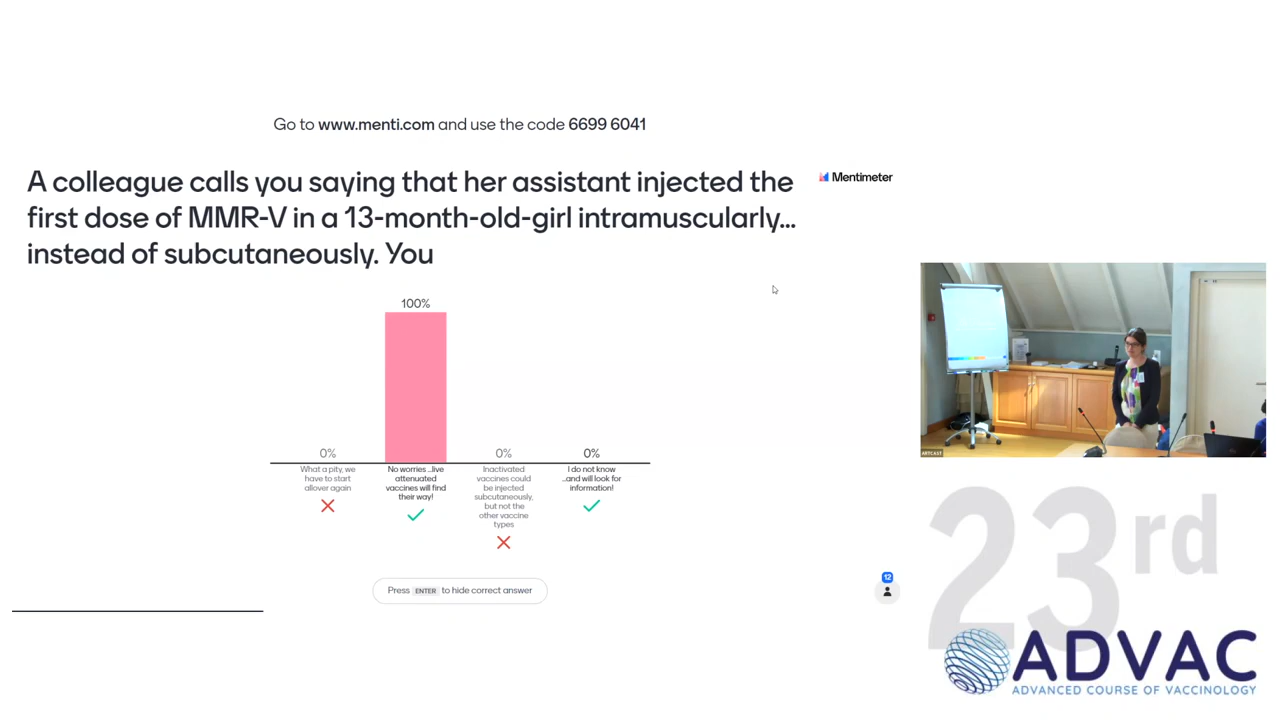 Go to www.menti.com and use the code 6699 6041
A colleague calls you saying that her assistant injected the
first dose of MMR-V in a 13-month-old-girl intramuscularly...
instead of subcutaneously. You
Mentimeter
100%
0%
0%
0%
What a pity, we
have to start
allover again
No worries ...live
attenuated
vaccines will find
their way!
Inactivated
vaccines could
be injected
subcutaneously,
but not the
other vaccine
types
I do not know
...and will look for
information!
Press ENTER to hide correct answer
12
ARTCAST
23rd
ADVAC
ADVANCED COURSE OF VACCINOLOGY